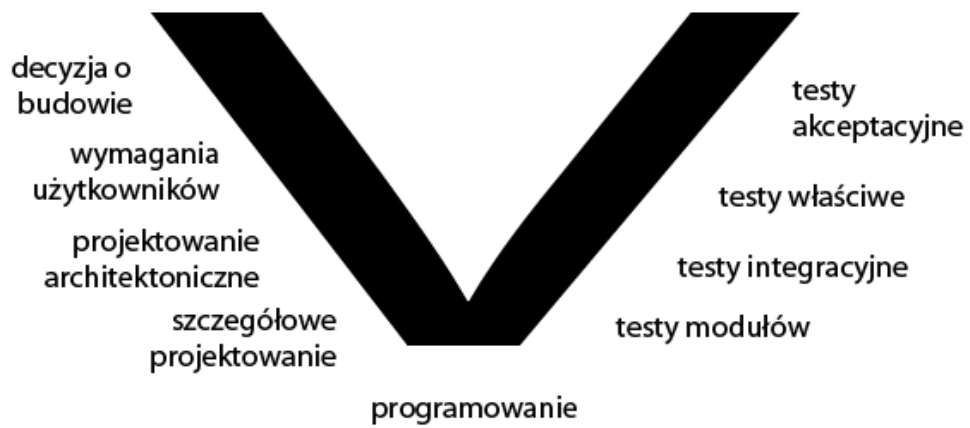 decyzja o
budowie
wymagania
użytkowników
projektowanie
architektoniczne
szczegółowe
projektowanie
programowanie
testy modułów
testy integracyjne
testy właściwe
testy
akceptacyjne